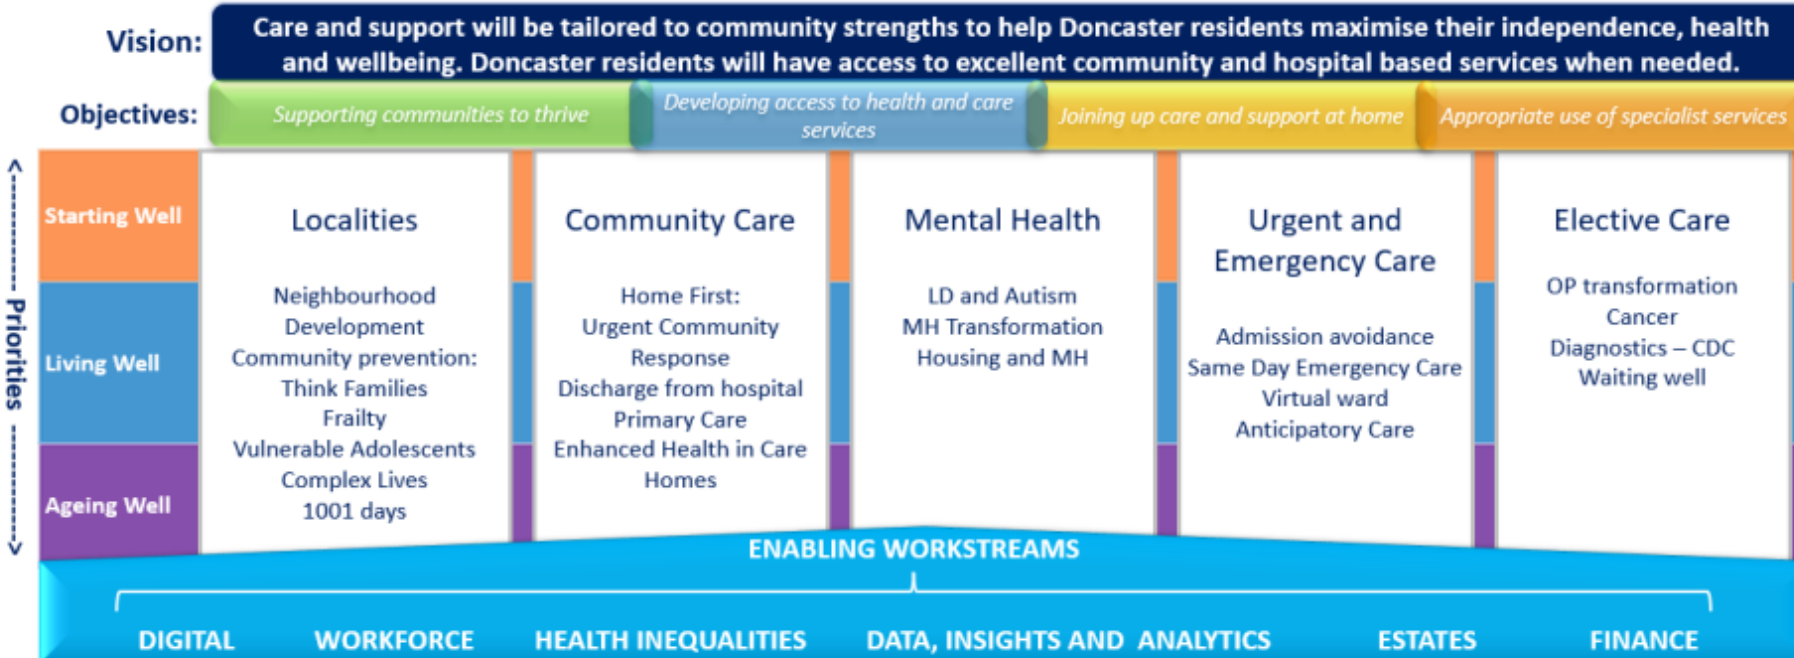 Vision:
Care and support will be tailored to community strengths to help Doncaster residents maximise their independence, health
and wellbeing. Doncaster residents will have access to excellent community and hospital based services when needed.
Objectives:
Supporting communities to thrive
Developing access to health and care
services
Joining up care and support at home
Appropriate use of specialist services
Priorities
Starting Well
Living Well
Ageing Well
Localities
Neighbourhood
Development
Community prevention:
Think Families
Frailty
Vulnerable Adolescents
Complex Lives
1001 days
Community Care
Home First:
Urgent Community
Response
Discharge from hospital
Primary Care
Enhanced Health in Care
Homes
Mental Health
LD and Autism
MH Transformation
Housing and MH
Urgent and
Emergency Care
Admission avoidance
Same Day Emergency Care
Virtual ward
Anticipatory Care
Elective Care
OP transformation
Cancer
Diagnostics – CDC
Waiting well
ENABLING WORKSTREAMS
DIGITAL
WORKFORCE
HEALTH INEQUALITIES
DATA, INSIGHTS AND ANALYTICS
ESTATES
FINANCE